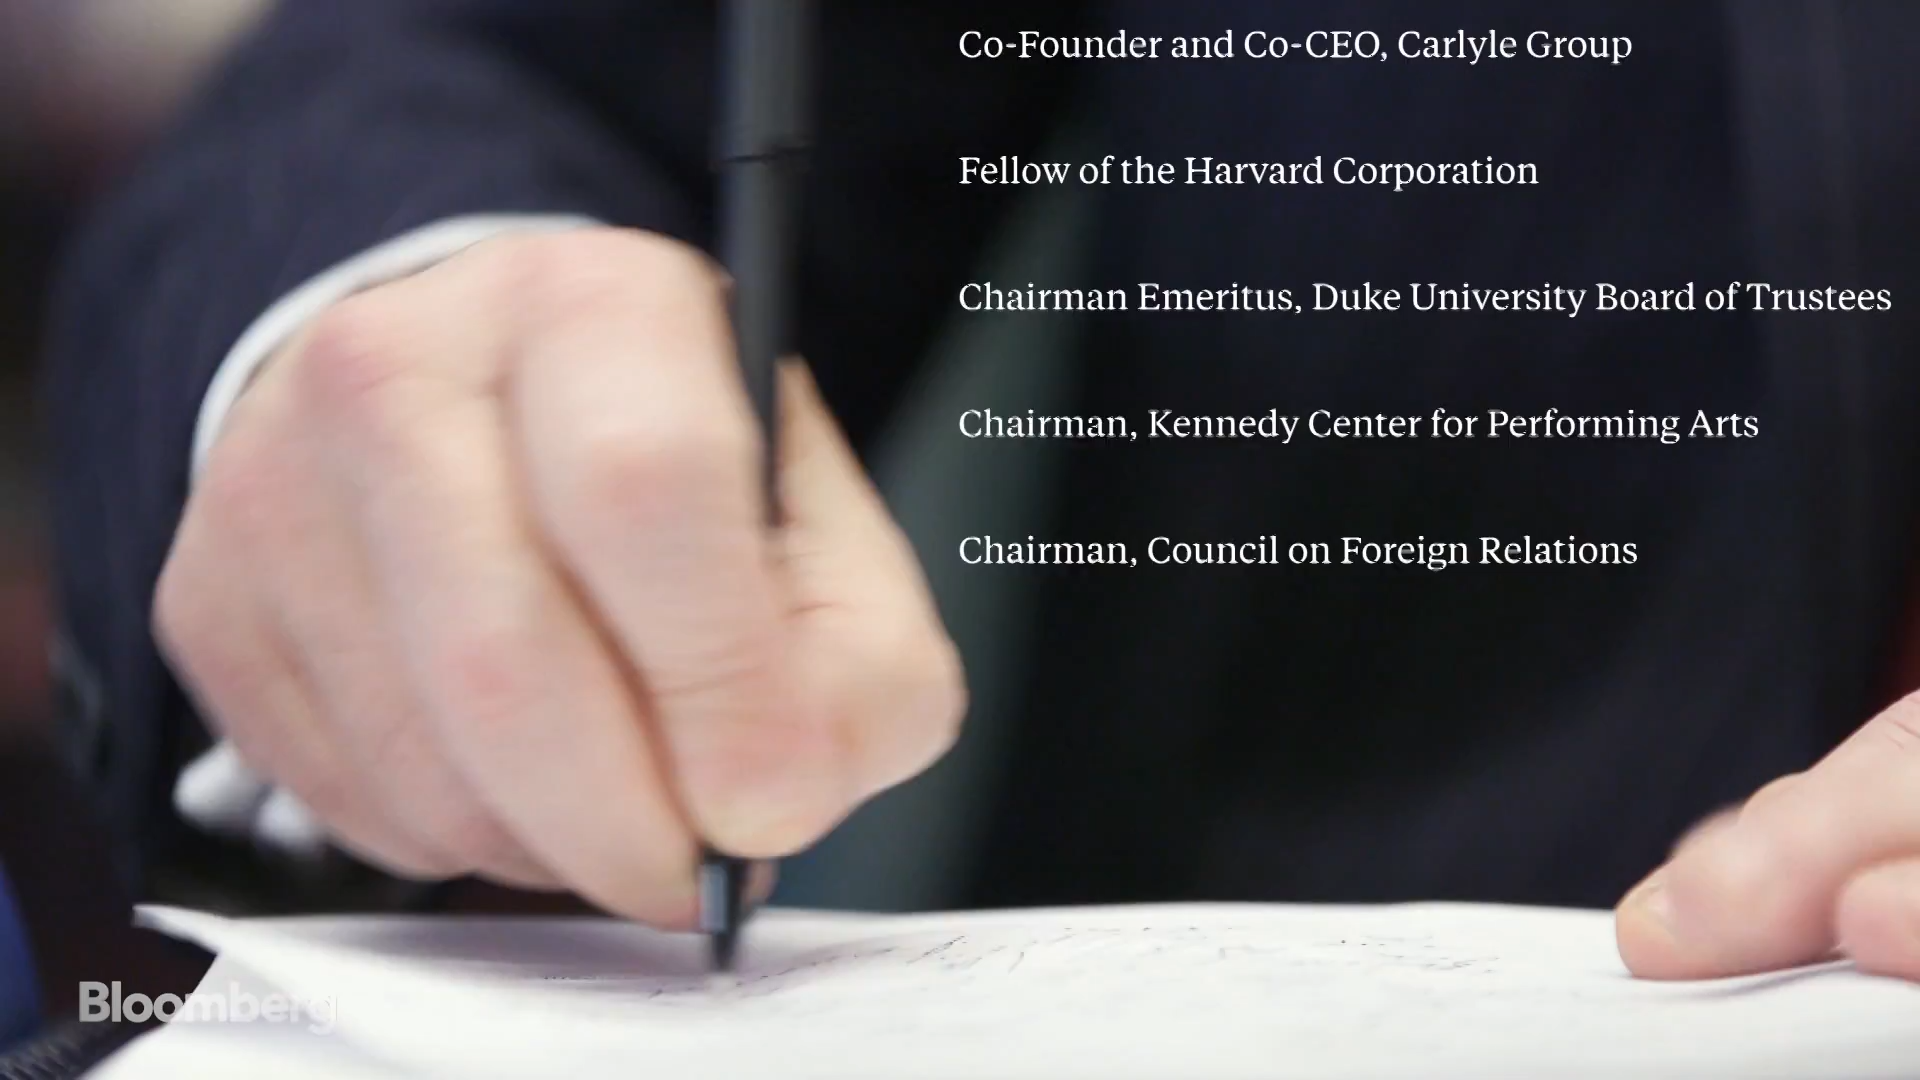 Co-Founder and Co-CEO, Carlyle Group
Fellow of the Harvard Corporation
Chairman Emeritus, Duke University Board of Trustees
Chairman, Kennedy Center for Performing Arts
Chairman, Council on Foreign Relations
Bloomberg